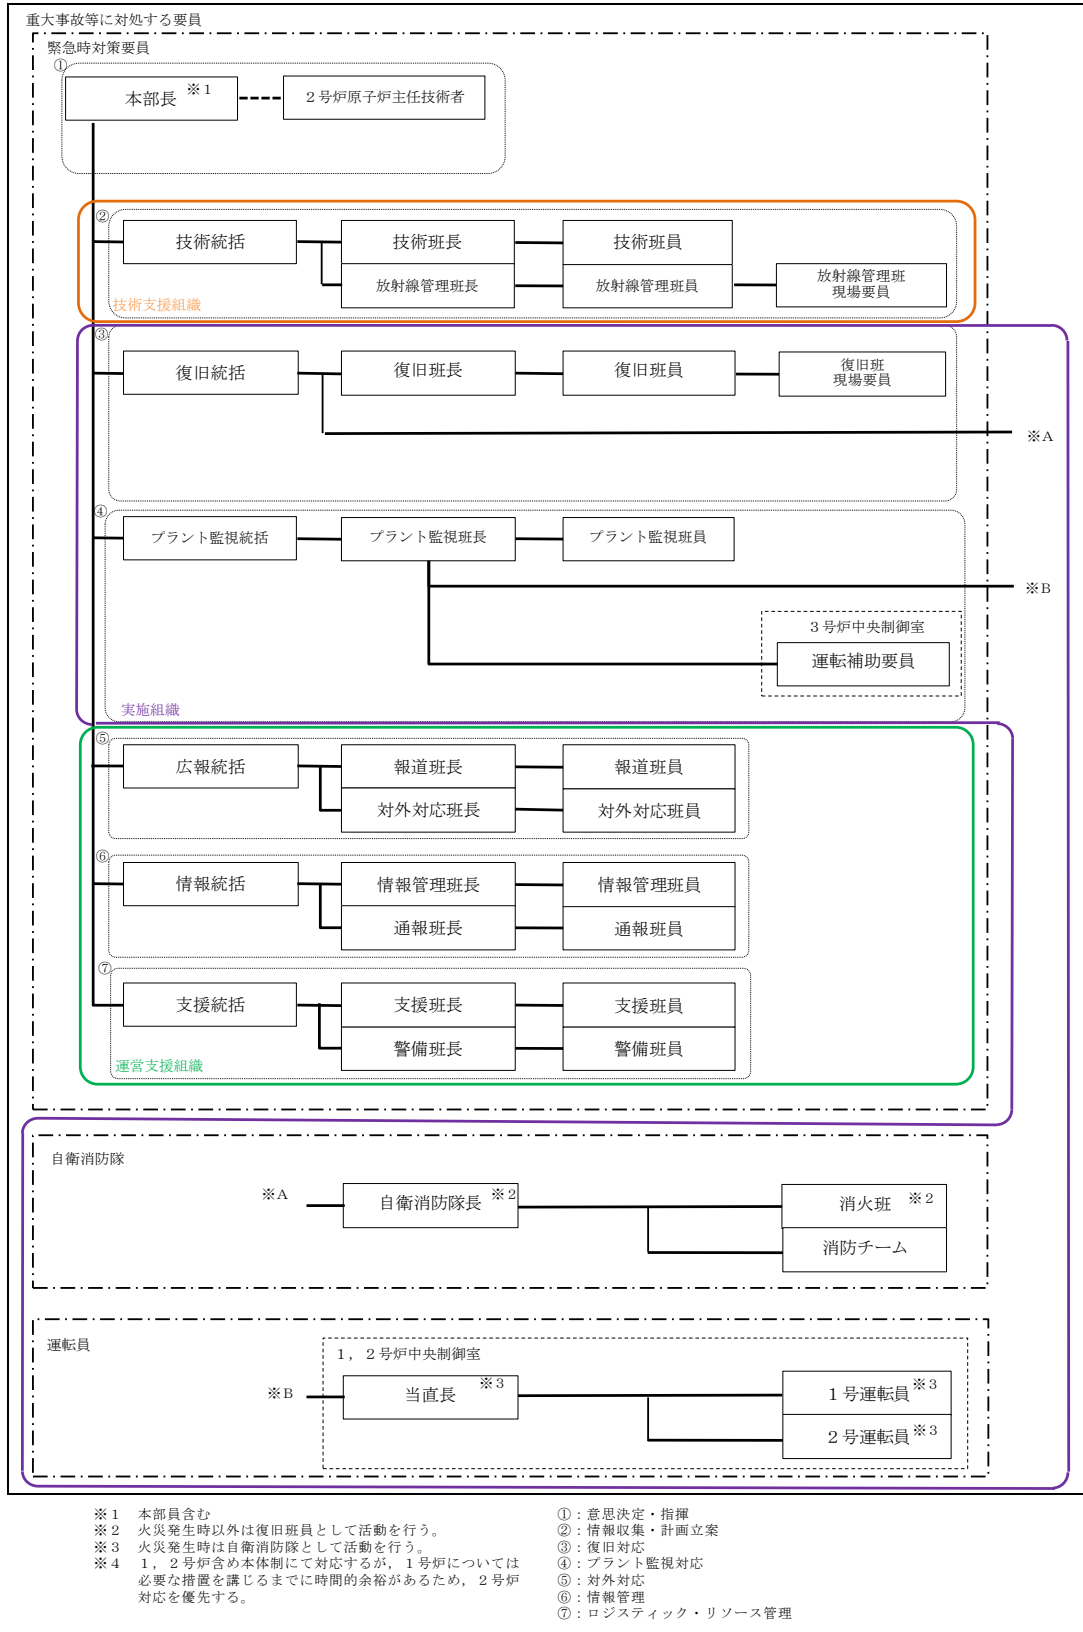 重大事故等に対処する要員
緊急時対策要員
①
本部長 ※1
2号炉原子炉主任技術者
②
技術統括
技術班長
技術班員
放射線管理班長
放射線管理班員
放射線管理班
現場要員
技術支援組織
③
復旧統括
復旧班長
復旧班員
復旧班
現場要員
※A
④
プラント監視統括
プラント監視班長
プラント監視班員
※B
3号炉中央制御室
運転補助要員
実施組織
⑤
広報統括
報道班長
報道班員
対外対応班長
対外対応班員
⑥
情報統括
情報管理班長
情報管理班員
通報班長
通報班員
⑦
支援統括
支援班長
支援班員
警備班長
警備班員
運営支援組織
自衛消防隊
※A
自衛消防隊長 ※2
消火班 ※2
消防チーム
運転員
1,2号炉中央制御室
※B
当直長 ※3
1号運転員※3
2号運転員※3
※1 本部員含む
※2 火災発生時以外は復旧班員として活動を行う。
※3 火災発生時は自衛消防隊として活動を行う。
※4 1,2号炉含め本体制にて対応するが,1号炉については
必要な措置を講じるまでに時間的余裕があるため,2号炉
対応を優先する。
①:意思決定・指揮
②:情報収集・計画立案
③:復旧対応
④:プラント監視対応
⑤:対外対応
⑥:情報管理
⑦:ロジスティック・リソース管理